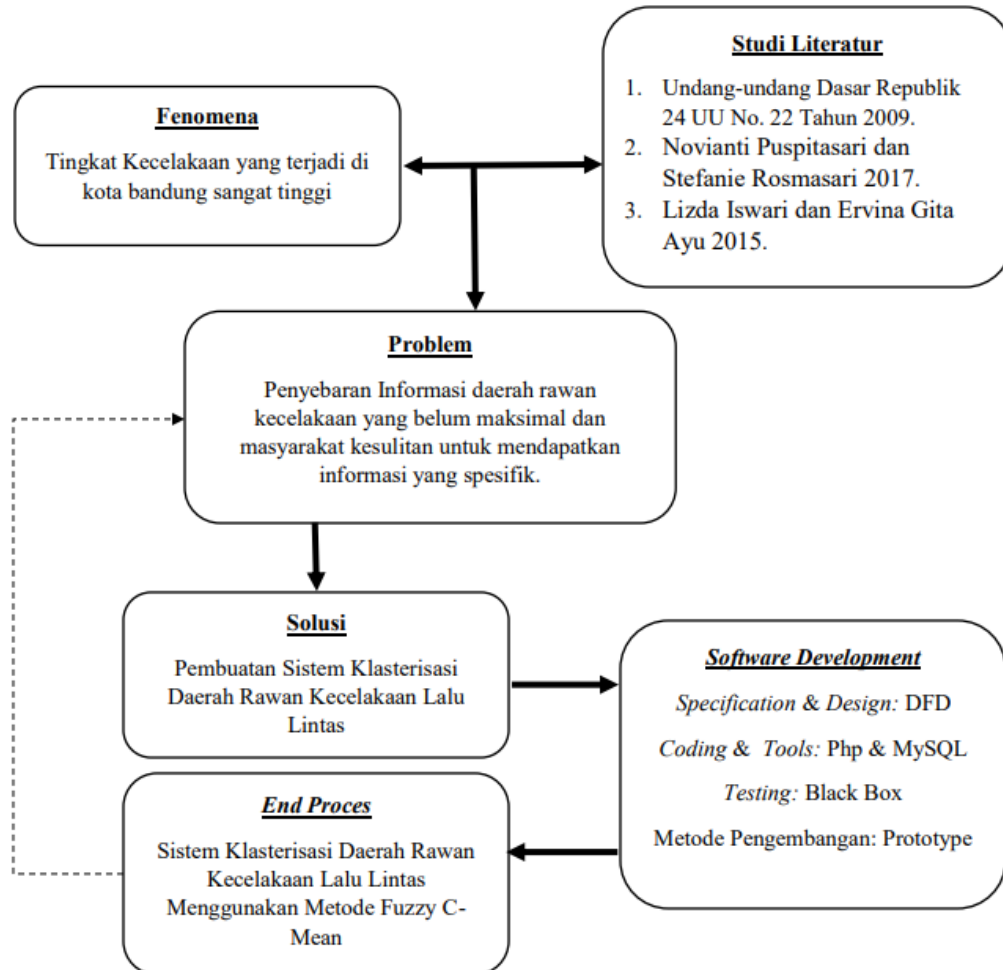 Fenomena
Tingkat Kecelakaan yang terjadi di
kota bandung sangat tinggi
Studi Literatur
1. Undang-undang Dasar Republik
24 UU No. 22 Tahun 2009.
2. Novianti Puspitasari dan
Stefanie Rosmasari 2017.
3. Lizda Iswari dan Ervina Gita
Ayu 2015.
Problem
Penyebaran Informasi daerah rawan
kecelakaan yang belum maksimal dan
masyarakat kesulitan untuk mendapatkan
informasi yang spesifik.
Solusi
Pembuatan Sistem Klasterisasi
Daerah Rawan Kecelakaan Lalu
Lintas
Software Development
Specification & Design: DFD
Coding & Tools: Php & MySQL
Testing: Black Box
Metode Pengembangan: Prototype
End Proces
Sistem Klasterisasi Daerah Rawan
Kecelakaan Lalu Lintas
Menggunakan Metode Fuzzy C-
Mean